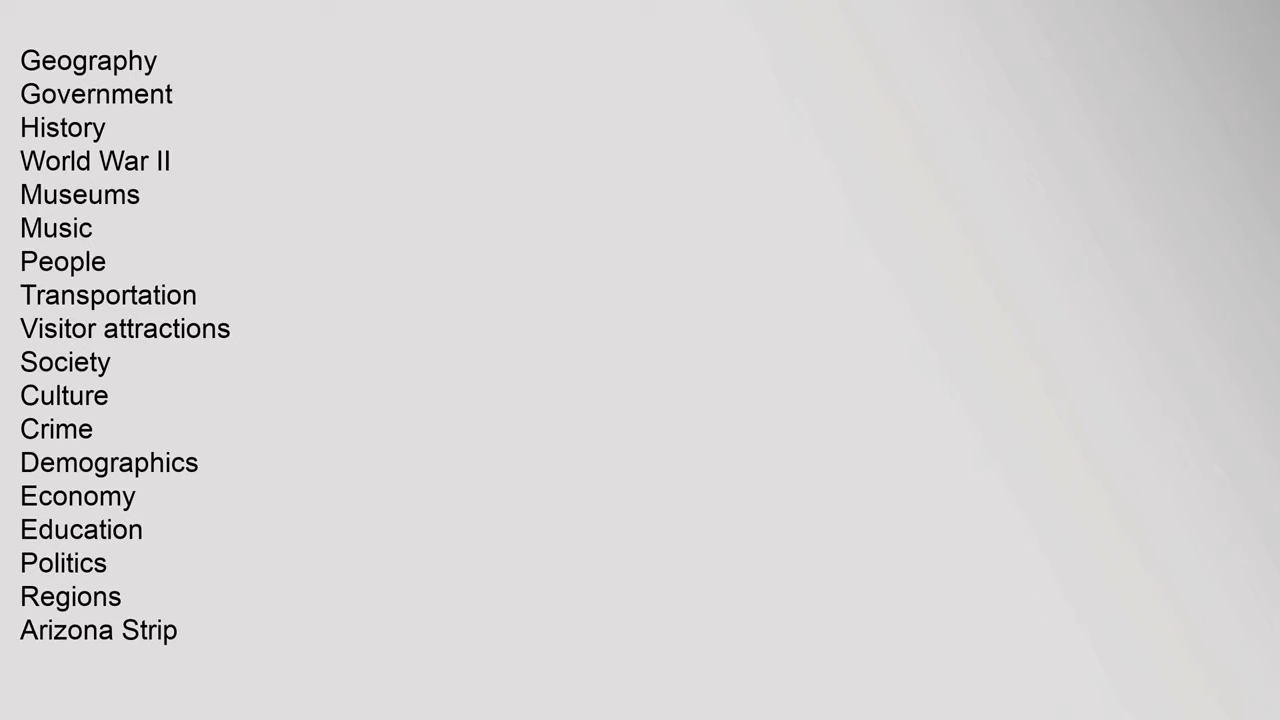 Geography
Government
History
World War II
Museums
Music
People
Transportation
Visitor attractions
Society
Culture
Crime
Demographics
Economy
Education
Politics
Regions
Arizona Strip